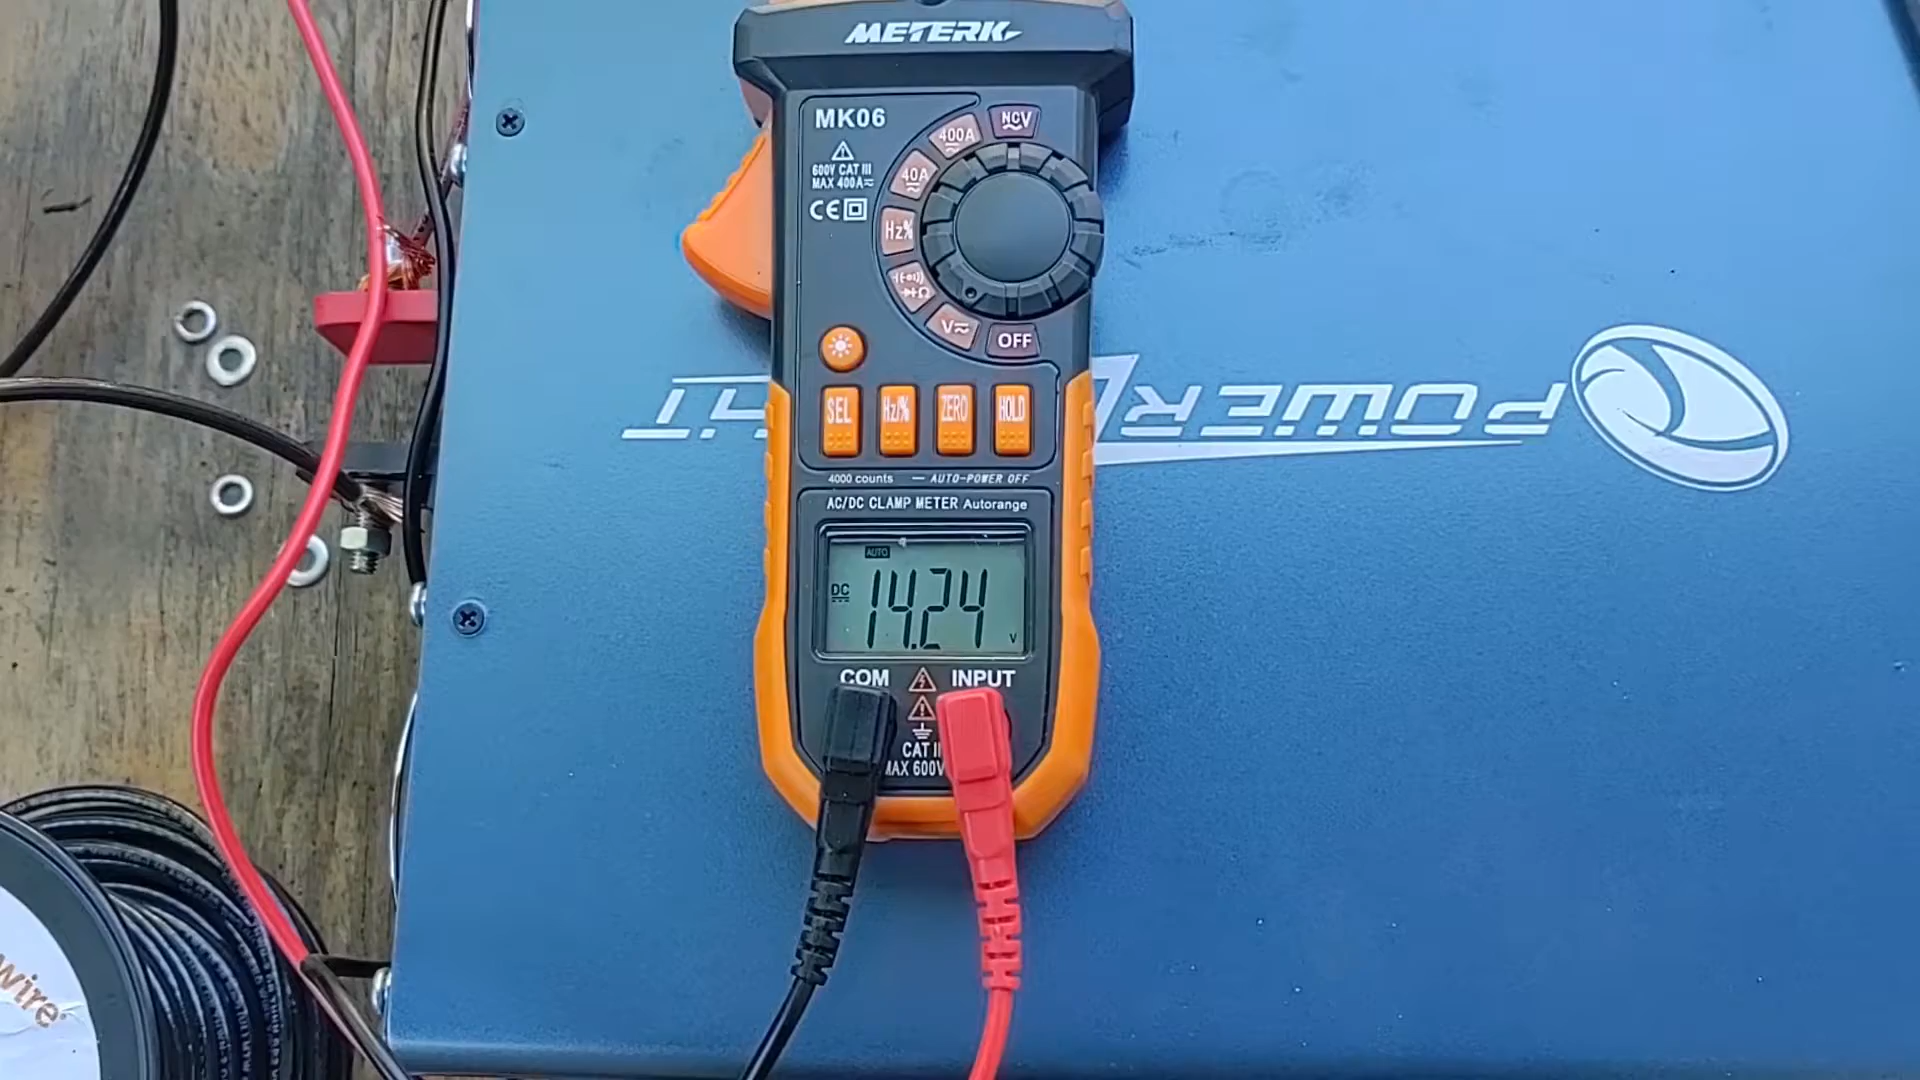 METERK
MK06
NCV
400A
600V CAT III
MAX 400A
40A
CE
Hz%
Ω
V
OFF
SEL
Hz/%
ZERO
HOLD
4000 counts
AUTO-POWER OFF
AC/DC CLAMP METER Autorange
AUTO
DC
14.24
V
COM
INPUT
CAT II
MAX 600V
POWER
wire